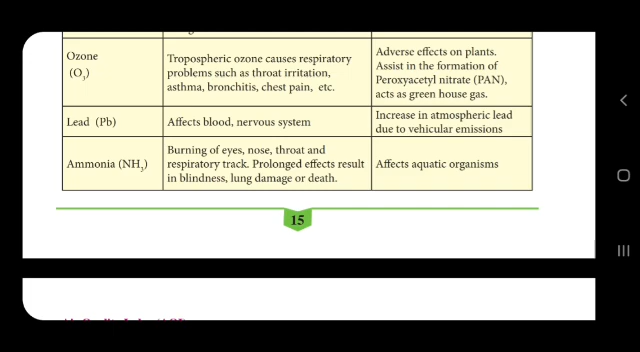 Ozone
(O3)
Tropospheric ozone causes respiratory
problems such as throat irritation,
asthma, bronchitis, chest pain, etc.
Adverse effects on plants.
Assist in the formation of
Peroxyacetyl nitrate (PAN),
acts as green house gas.
Lead (Pb)
Affects blood, nervous system
Increase in atmospheric lead
due to vehicular emissions
Ammonia (NH3)
Burning of eyes, nose, throat and
respiratory track. Prolonged effects result
in blindness, lung damage or death.
Affects aquatic organisms
15